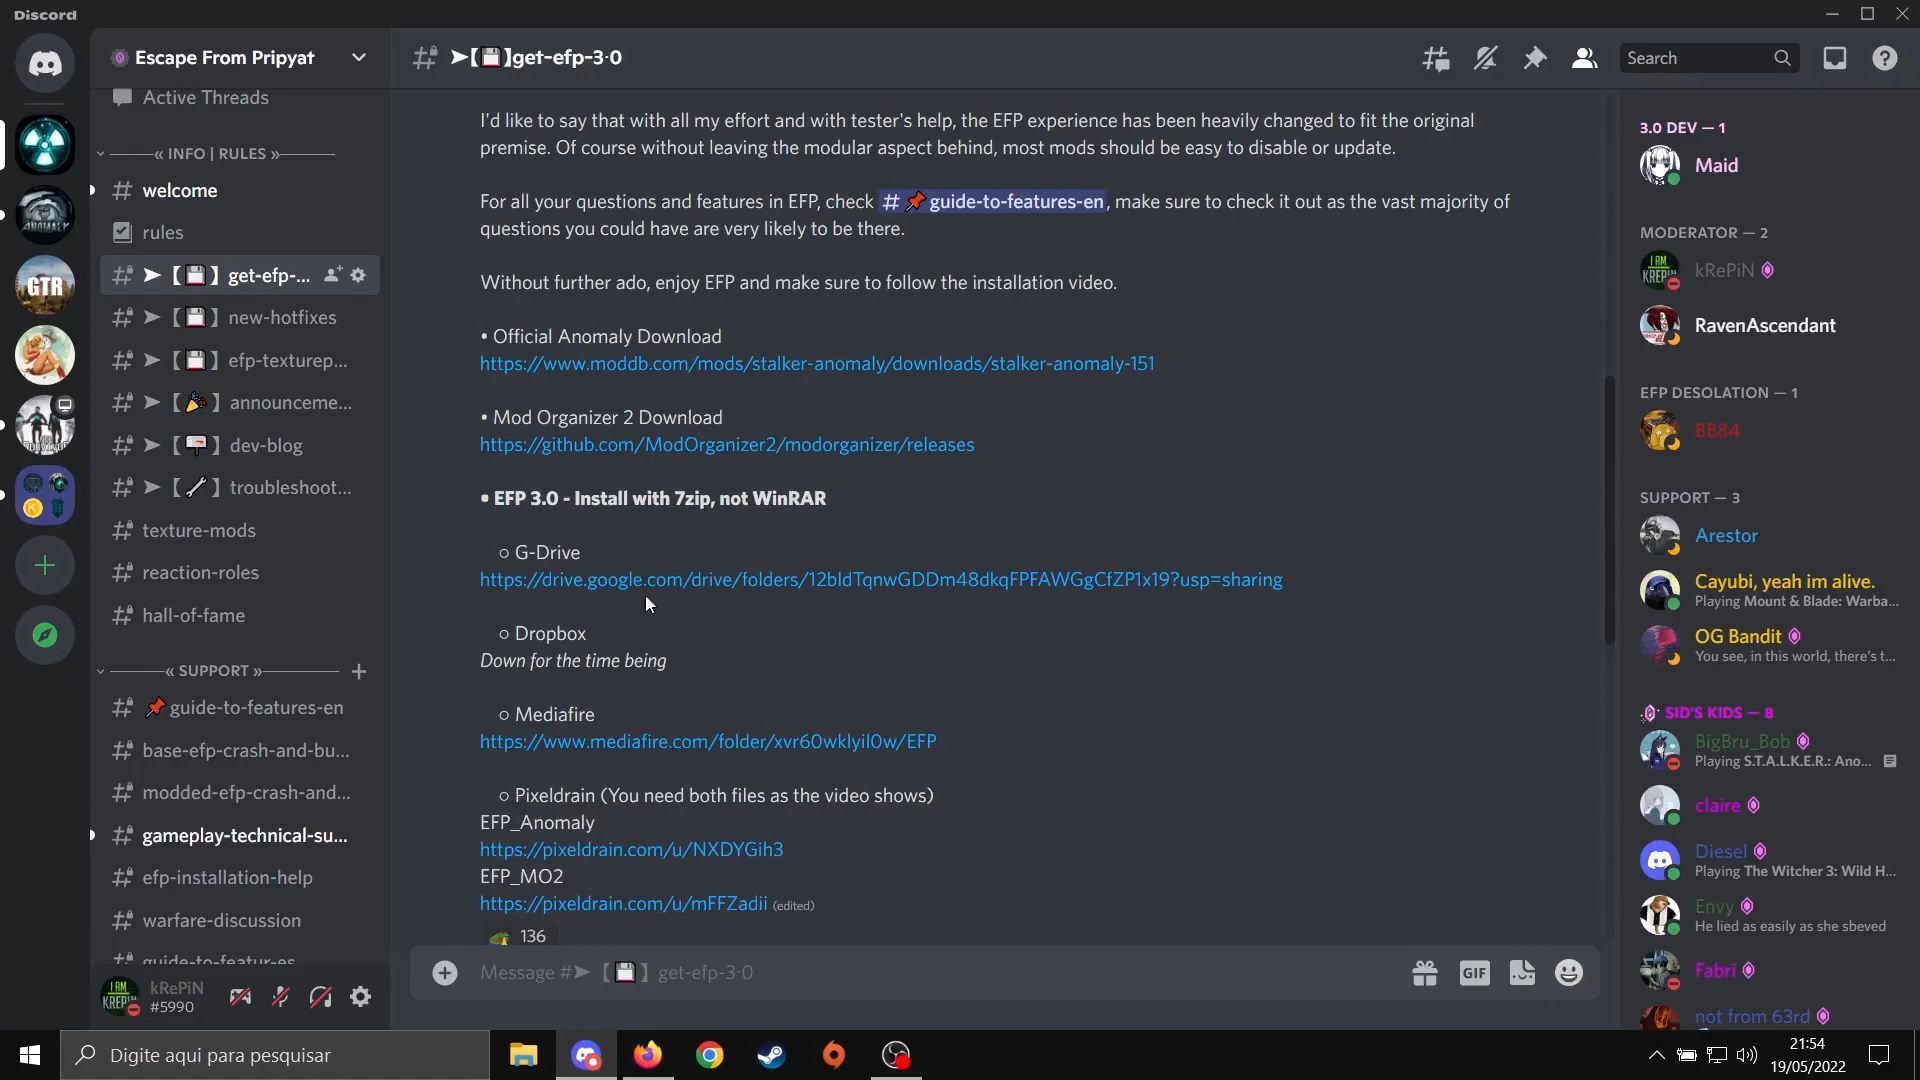 Discord
Escape From Pripyat
Active Threads
« INFO | RULES »
welcome
rules
➤【💾】get-efp-...
➤【💾】new-hotfixes
➤【💾】efp-texturep...
➤【🎉】announceme...
➤【📮】dev-blog
➤【🔧】troubleshoot...
texture-mods
reaction-roles
hall-of-fame
« SUPPORT »
📌guide-to-features-en
base-efp-crash-and-bu...
modded-efp-crash-and...
gameplay-technical-su...
efp-installation-help
warfare-discussion
guide-to-featur-es
kRePiN
#5990
ANOMALY
GTR
➤【💾】get-efp-3·0
Search
I'd like to say that with all my effort and with tester's help, the EFP experience has been heavily changed to fit the original
premise. Of course without leaving the modular aspect behind, most mods should be easy to disable or update.
For all your questions and features in EFP, check # 📌 guide-to-features-en, make sure to check it out as the vast majority of
questions you could have are very likely to be there.
Without further ado, enjoy EFP and make sure to follow the installation video.
• Official Anomaly Download
https://www.moddb.com/mods/stalker-anomaly/downloads/stalker-anomaly-151
• Mod Organizer 2 Download
https://github.com/ModOrganizer2/modorganizer/releases
• EFP 3.0 - Install with 7zip, not WinRAR
○ G-Drive
https://drive.google.com/drive/folders/12bldTqnwGDDm48dkqFPFAWGgCfZP1x19?usp=sharing
○ Dropbox
Down for the time being
○ Mediafire
https://www.mediafire.com/folder/xvr60wklyil0w/EFP
○ Pixeldrain (You need both files as the video shows)
EFP_Anomaly
https://pixeldrain.com/u/NXDYGih3
EFP_MO2
https://pixeldrain.com/u/mFFZadii (edited)
136
Message #➤【💾】get-efp-3·0
GIF
3.0 DEV — 1
Maid
MODERATOR — 2
kRePiN
RavenAscendant
EFP DESOLATION — 1
BB84
SUPPORT — 3
Arestor
Cayubi, yeah im alive.
Playing Mount & Blade: Warba...
OG Bandit
You see, in this world, there's t...
SID'S KIDS — 8
BigBru_Bob
Playing S.T.A.L.K.E.R.: Ano...
claire
Diesel
Playing The Witcher 3: Wild H...
Envy
He lied as easily as she sbeved
Fabri
not from 63rd
Digite aqui para pesquisar
21:54
19/05/2022